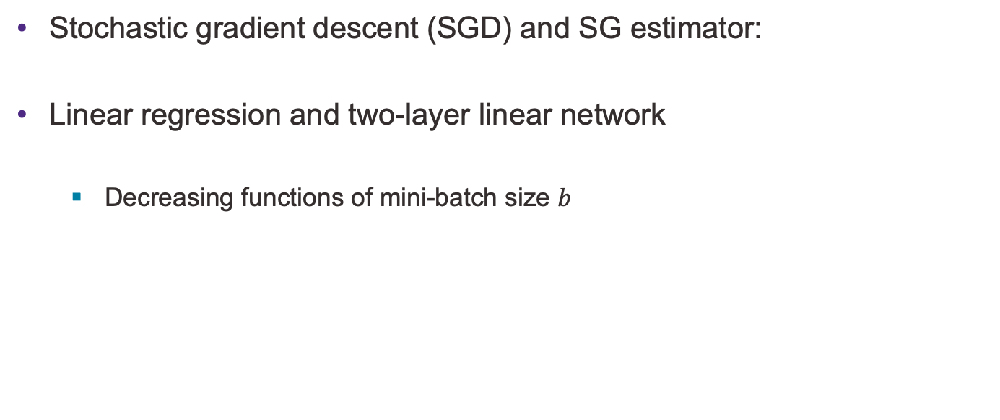 • Stochastic gradient descent (SGD) and SG estimator:
• Linear regression and two-layer linear network
▪ Decreasing functions of mini-batch size b